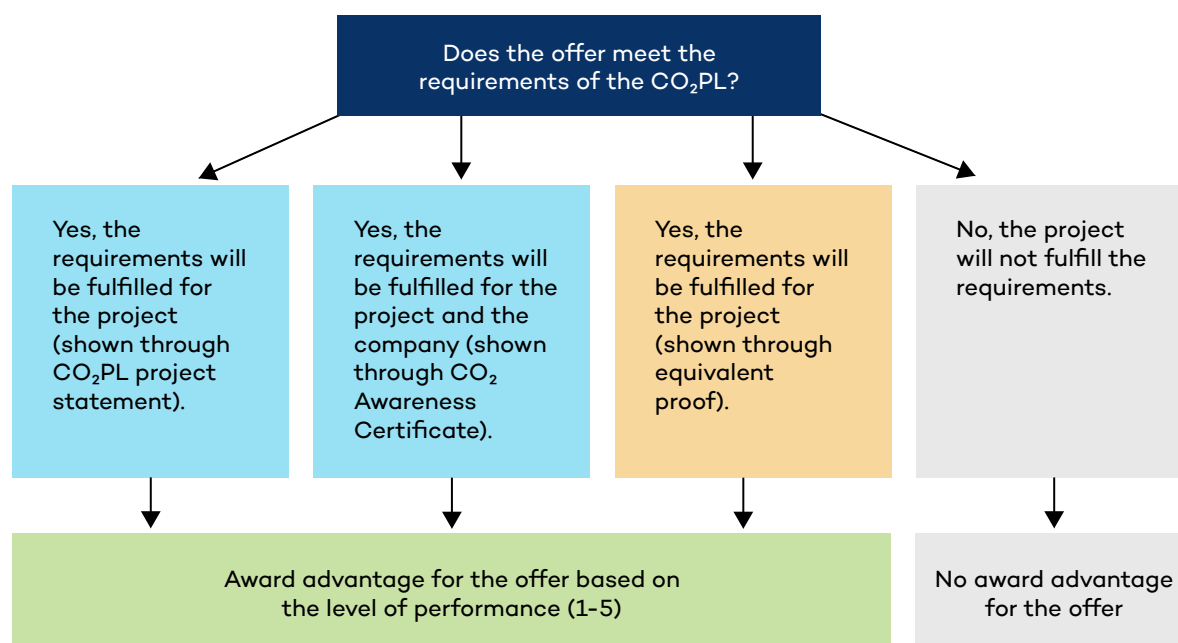 Does the offer meet the
requirements of the CO₂PL?
Yes, the
requirements will
be fulfilled for
the project
(shown through
CO₂PL project
statement).
Yes, the
requirements will
be fulfilled for the
project and the
company (shown
through CO₂
Awareness
Certificate).
Yes, the
requirements will
be fulfilled for
the project
(shown through
equivalent
proof).
No, the project
will not fulfill the
requirements.
Award advantage for the offer based on
the level of performance (1-5)
No award advantage
for the offer